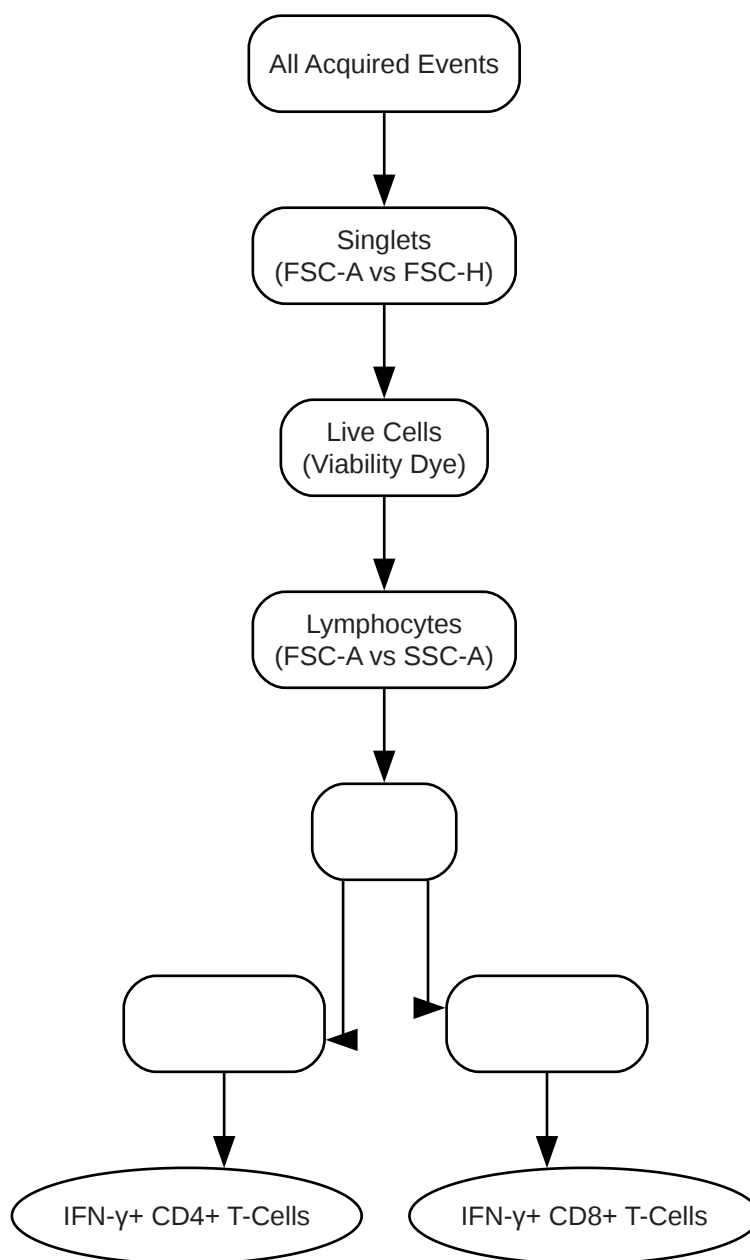 All Acquired Events
Singlets
(FSC-A vs FSC-H)
Live Cells
(Viability Dye)
Lymphocytes
(FSC-A vs SSC-A)
IFN-γ+ CD4+ T-Cells
IFN-γ+ CD8+ T-Cells